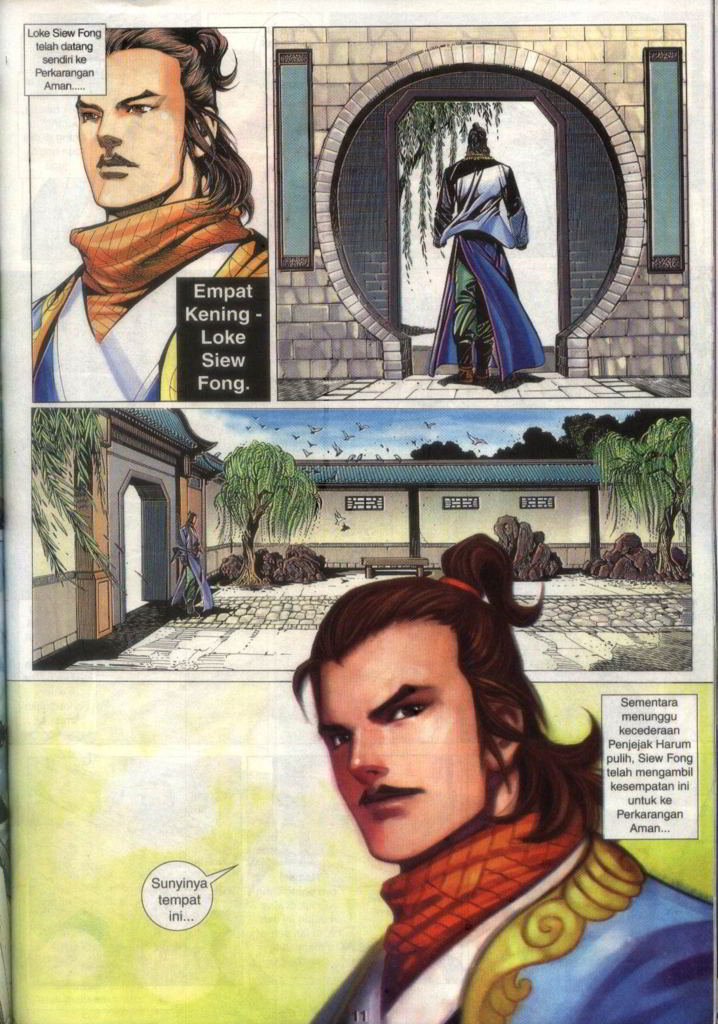 Loke Siew Fong
telah datang
sendiri ke
Perkarangan
Aman.....
Empat
Kening -
Loke
Siew
Fong.
Sementara
menunggu
kecederaan
Penjejak Harum
pulih, Siew Fong
telah mengambil
kesempatan ini
untuk ke
Perkarangan
Aman...
Sunyinya
tempat
ini...
11